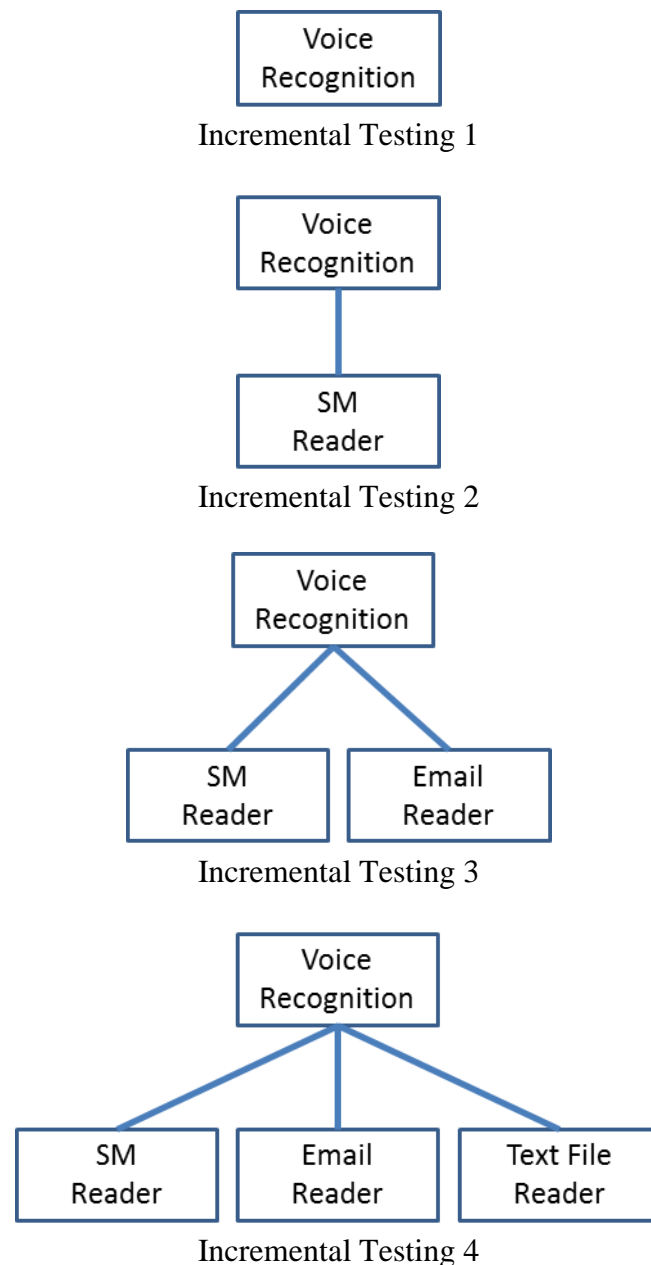 Voice
Recognition
Incremental Testing 1
Voice
Recognition
SM
Reader
Incremental Testing 2
Voice
Recognition
SM
Reader
Email
Reader
Incremental Testing 3
Voice
Recognition
SM
Reader
Email
Reader
Text File
Reader
Incremental Testing 4